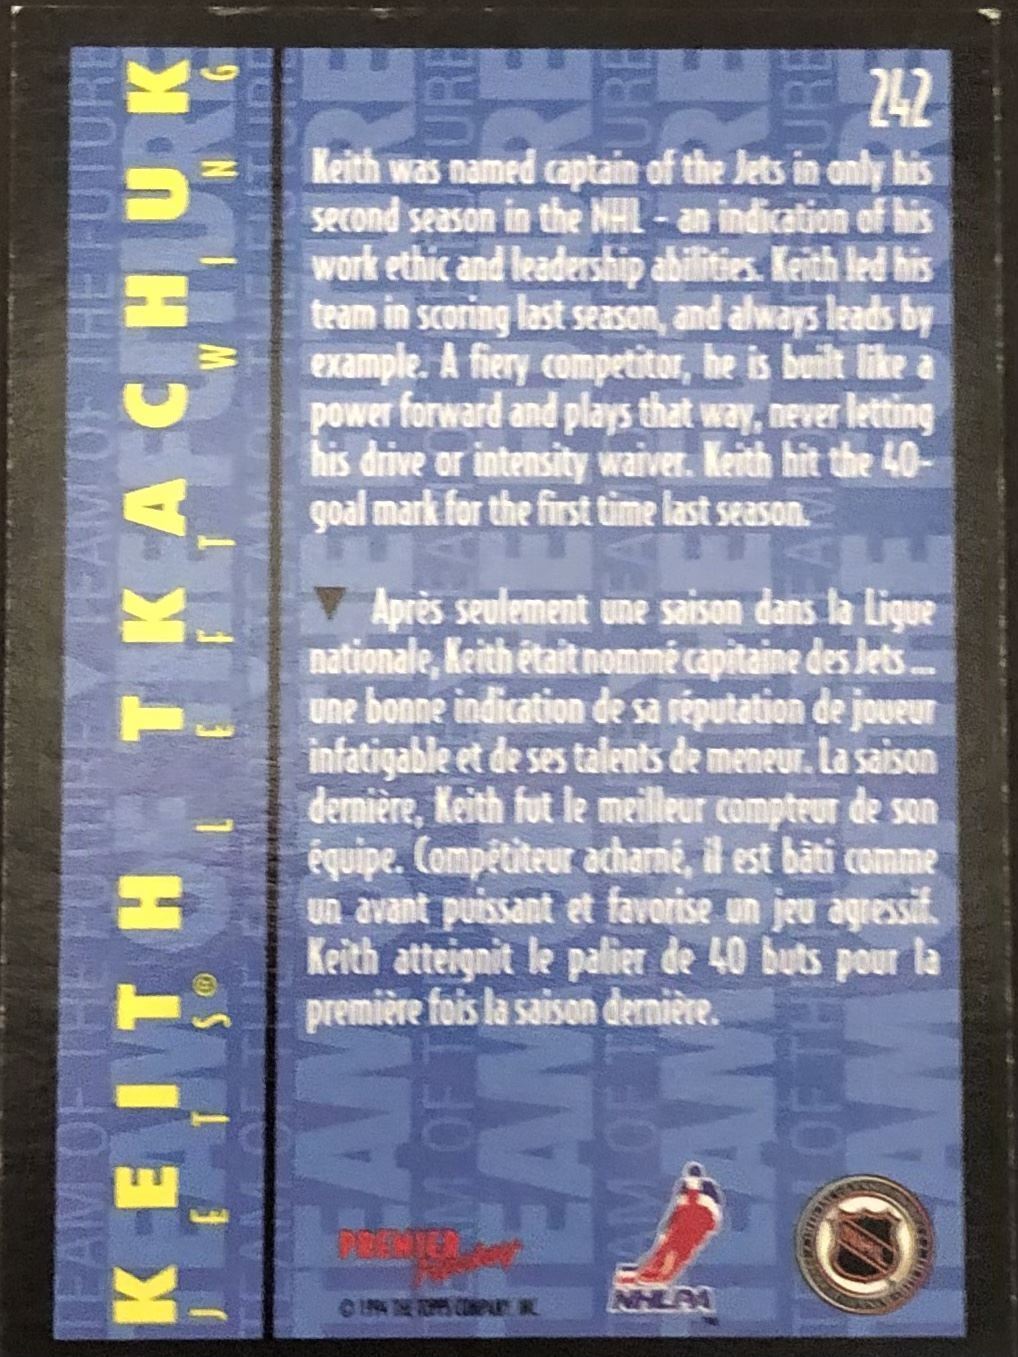 242
KEITH TKACHUK
JETS® LEFT WING
Keith was named captain of the Jets in only his
second season in the NHL - an indication of his
work ethic and leadership abilities. Keith led his
team in scoring last season, and always leads by
example. A fiery competitor, he is built like a
power forward and plays that way, never letting
his drive or intensity waiver. Keith hit the 40-
goal mark for the first time last season.
Après seulement une saison dans la Ligue
nationale, Keith était nommé capitaine des Jets...
une bonne indication de sa réputation de joueur
infatigable et de ses talents de meneur. La saison
dernière, Keith fut le meilleur compteur de son
équipe. Compétiteur acharné, il est bâti comme
un avant puissant et favorise un jeu agressif.
Keith atteignit le palier de 40 buts pour la
première fois la saison dernière.
PREMIER
© 1994 THE TOPPS COMPANY, INC.
NHLPA
TEAM OF THE FUTURE